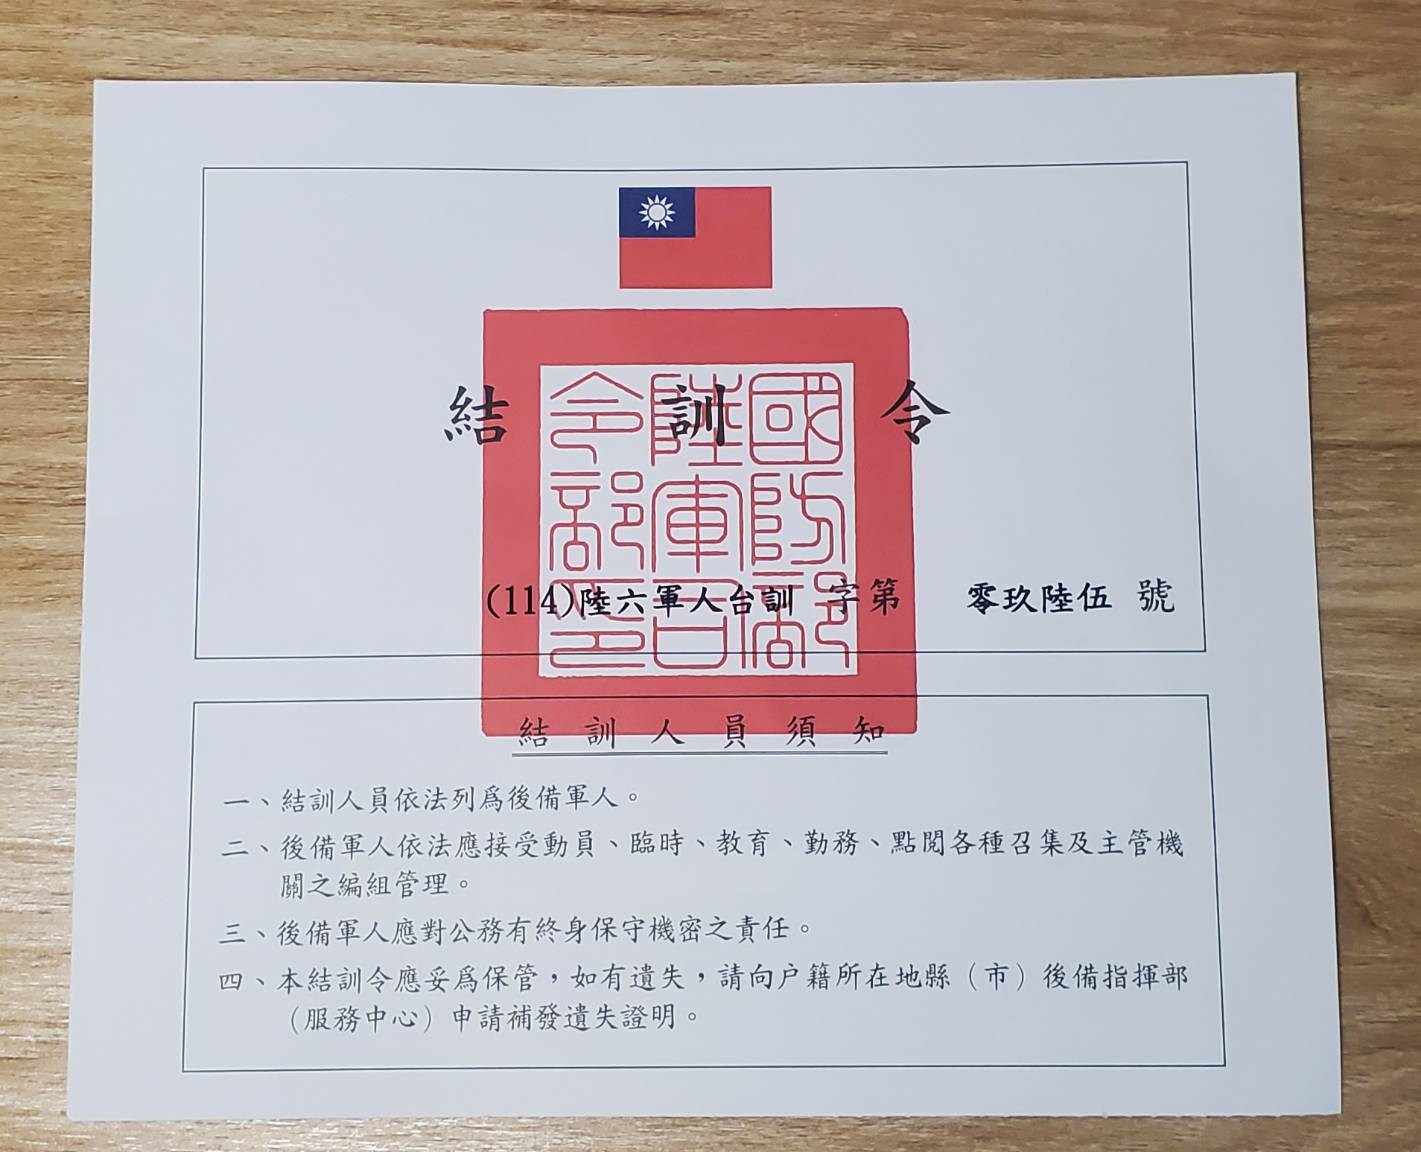 結訓令
國防部陸軍司令部印
(114)陸六軍人台訓 字第 零玖陸伍 號
結訓人員須知
一、結訓人員依法列為後備軍人。
二、後備軍人依法應接受動員、臨時、教育、勤務、點閱各種召集及主管機
關之編組管理。
三、後備軍人應對公務有終身保守機密之責任。
四、本結訓令應妥為保管，如有遺失，請向戶籍所在地縣（市）後備指揮部
（服務中心）申請補發遺失證明。